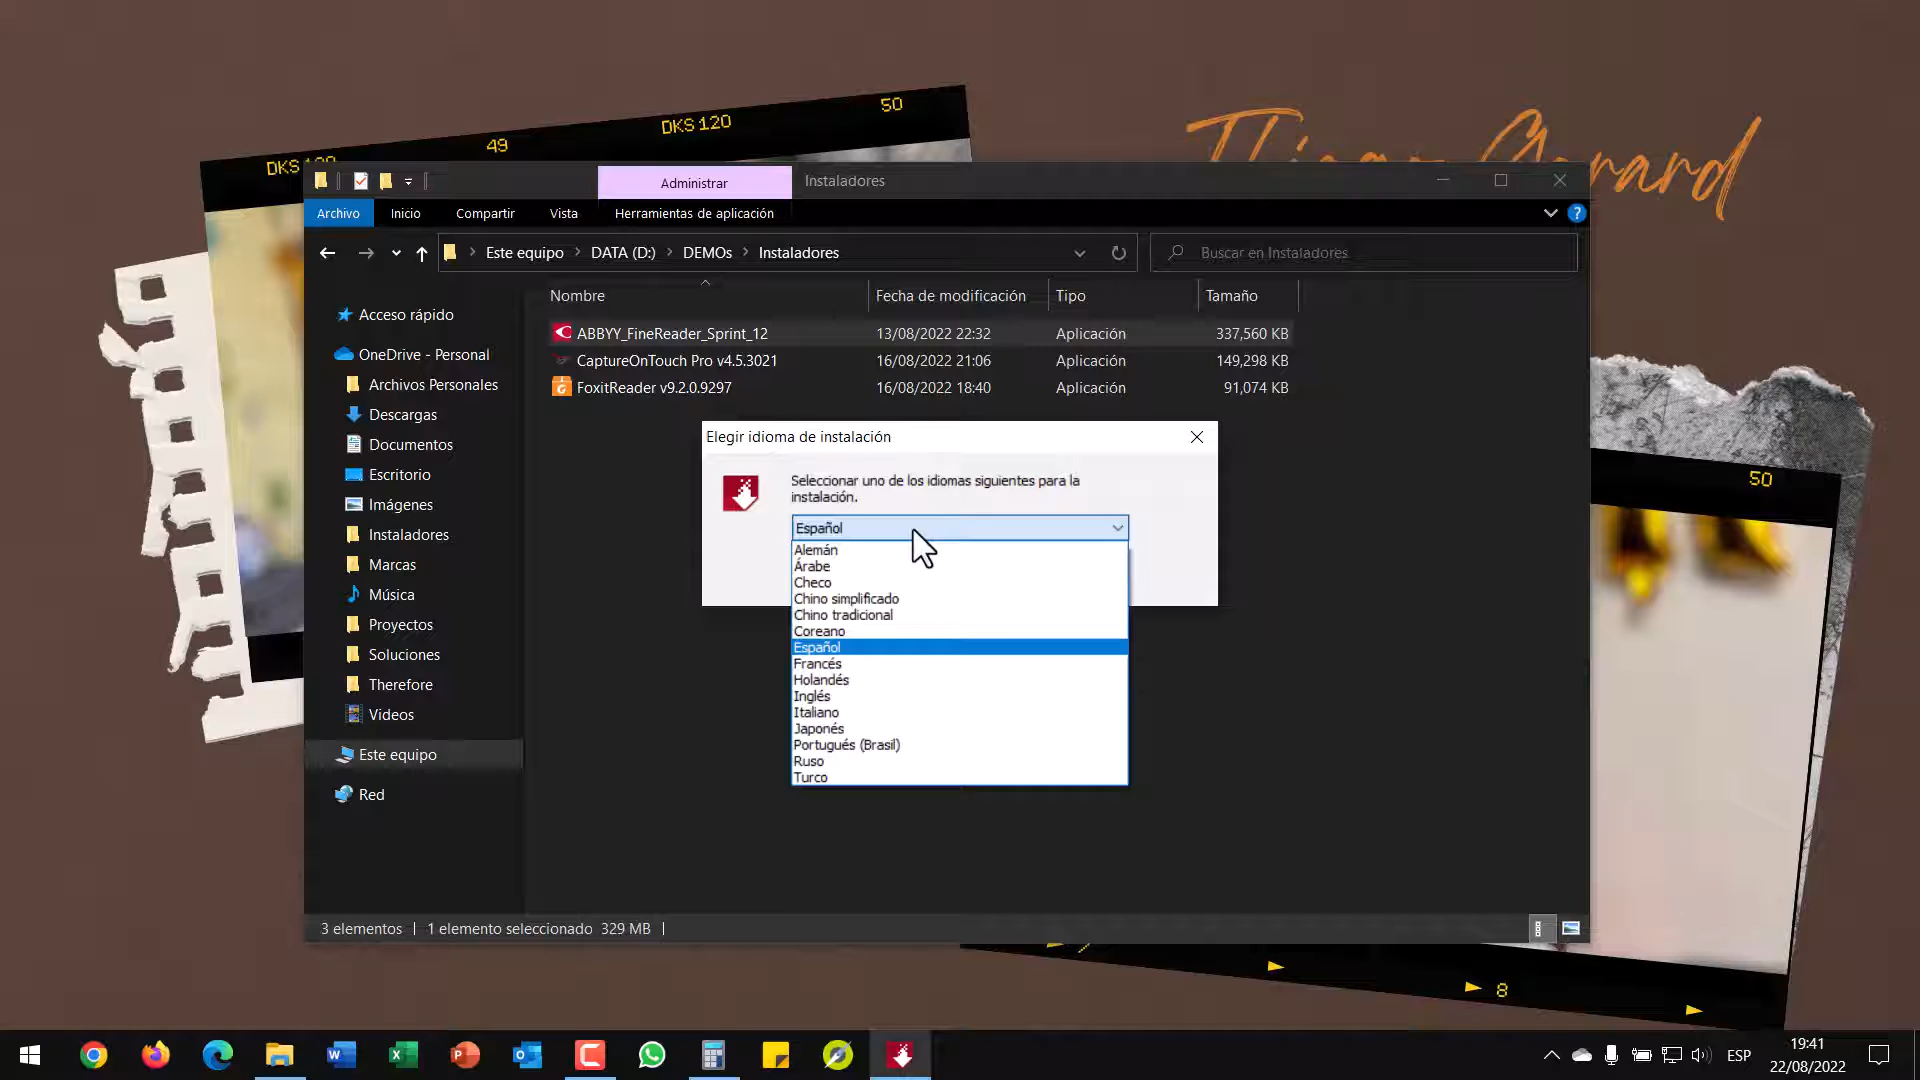 DKS 120
50
49
DKS 120
Administrar
Instaladores
Archivo
Inicio
Compartir
Vista
Herramientas de aplicación
?
Este equipo
DATA (D:)
DEMOs
Instaladores
Buscar en Instaladores
Nombre
Fecha de modificación
Tipo
Tamaño
ABBYY_FineReader_Sprint_12 13/08/2022 22:32 Aplicación 337,560 KB
CaptureOnTouch Pro v4.5.3021 16/08/2022 21:06 Aplicación 149,298 KB
FoxitReader v9.2.0.9297 16/08/2022 18:40 Aplicación 91,074 KB
Acceso rápido
OneDrive - Personal
Archivos Personales
Descargas
Documentos
Escritorio
Imágenes
Instaladores
Marcas
Música
Proyectos
Soluciones
Therefore
Videos
Este equipo
Red
Elegir idioma de instalación
Seleccionar uno de los idiomas siguientes para la
instalación.
Español
Alemán
Árabe
Checo
Chino simplificado
Chino tradicional
Coreano
Español
Francés
Holandés
Inglés
Italiano
Japonés
Portugués (Brasil)
Ruso
Turco
50
3 elementos
1 elemento seleccionado 329 MB
8
ESP
19:41
22/08/2022